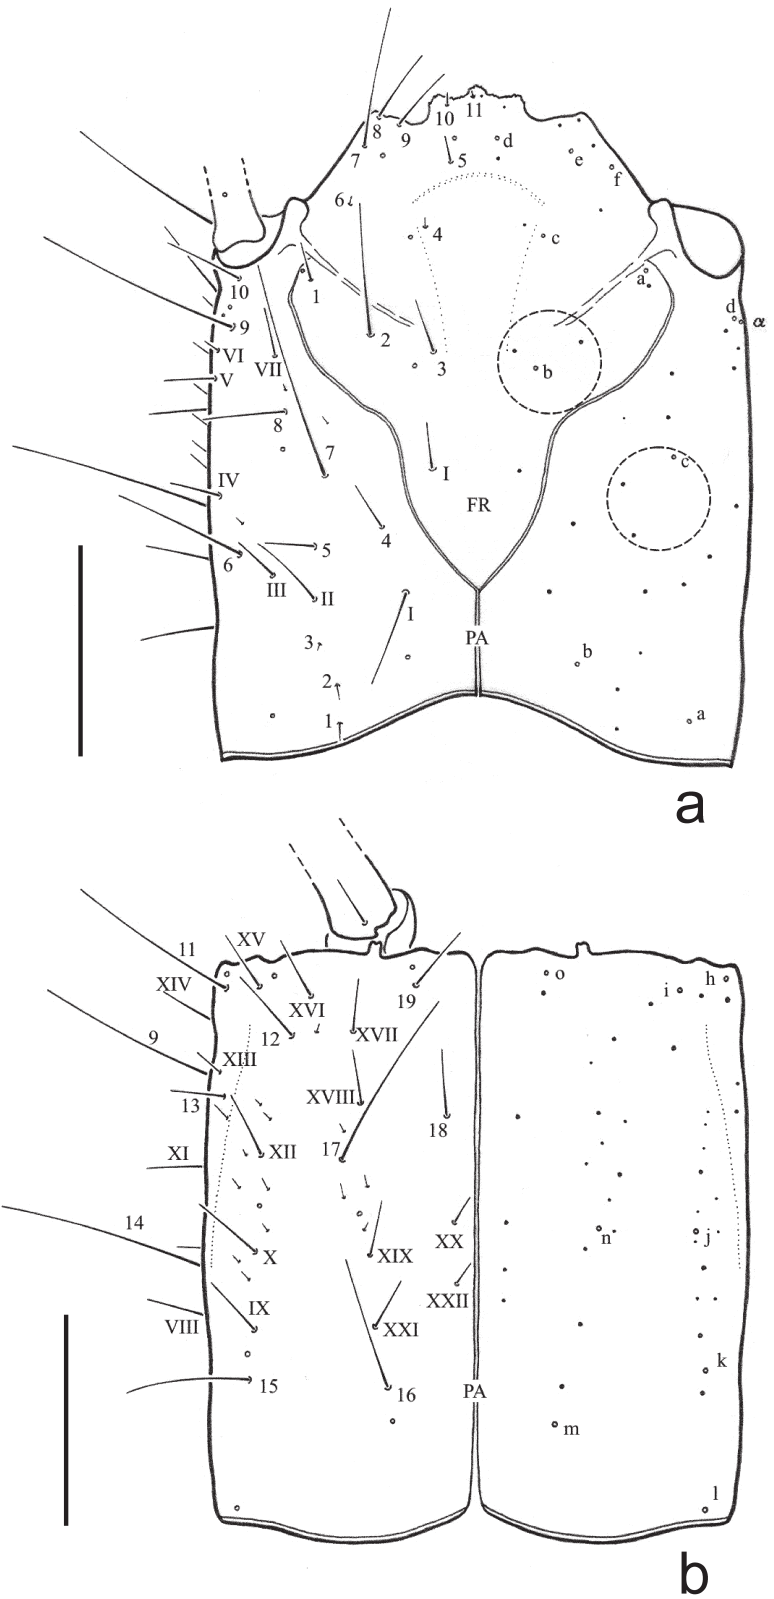 8
11
10
7
9
5
d
e
f
6
4
c
10
1
a
d
α
9
2
VI
VII
3
b
V
8
7
I
c
IV
FR
4
5
6
III
II
I
3
PA
b
2
1
a
a
11
XV
o
h
XIV
XVI
19
i
9
12
XVII
XIII
XVIII
13
18
XI
XII
17
14
n
j
X
XIX
XX
XXII
VIII
IX
XXI
k
15
16
PA
m
l
b